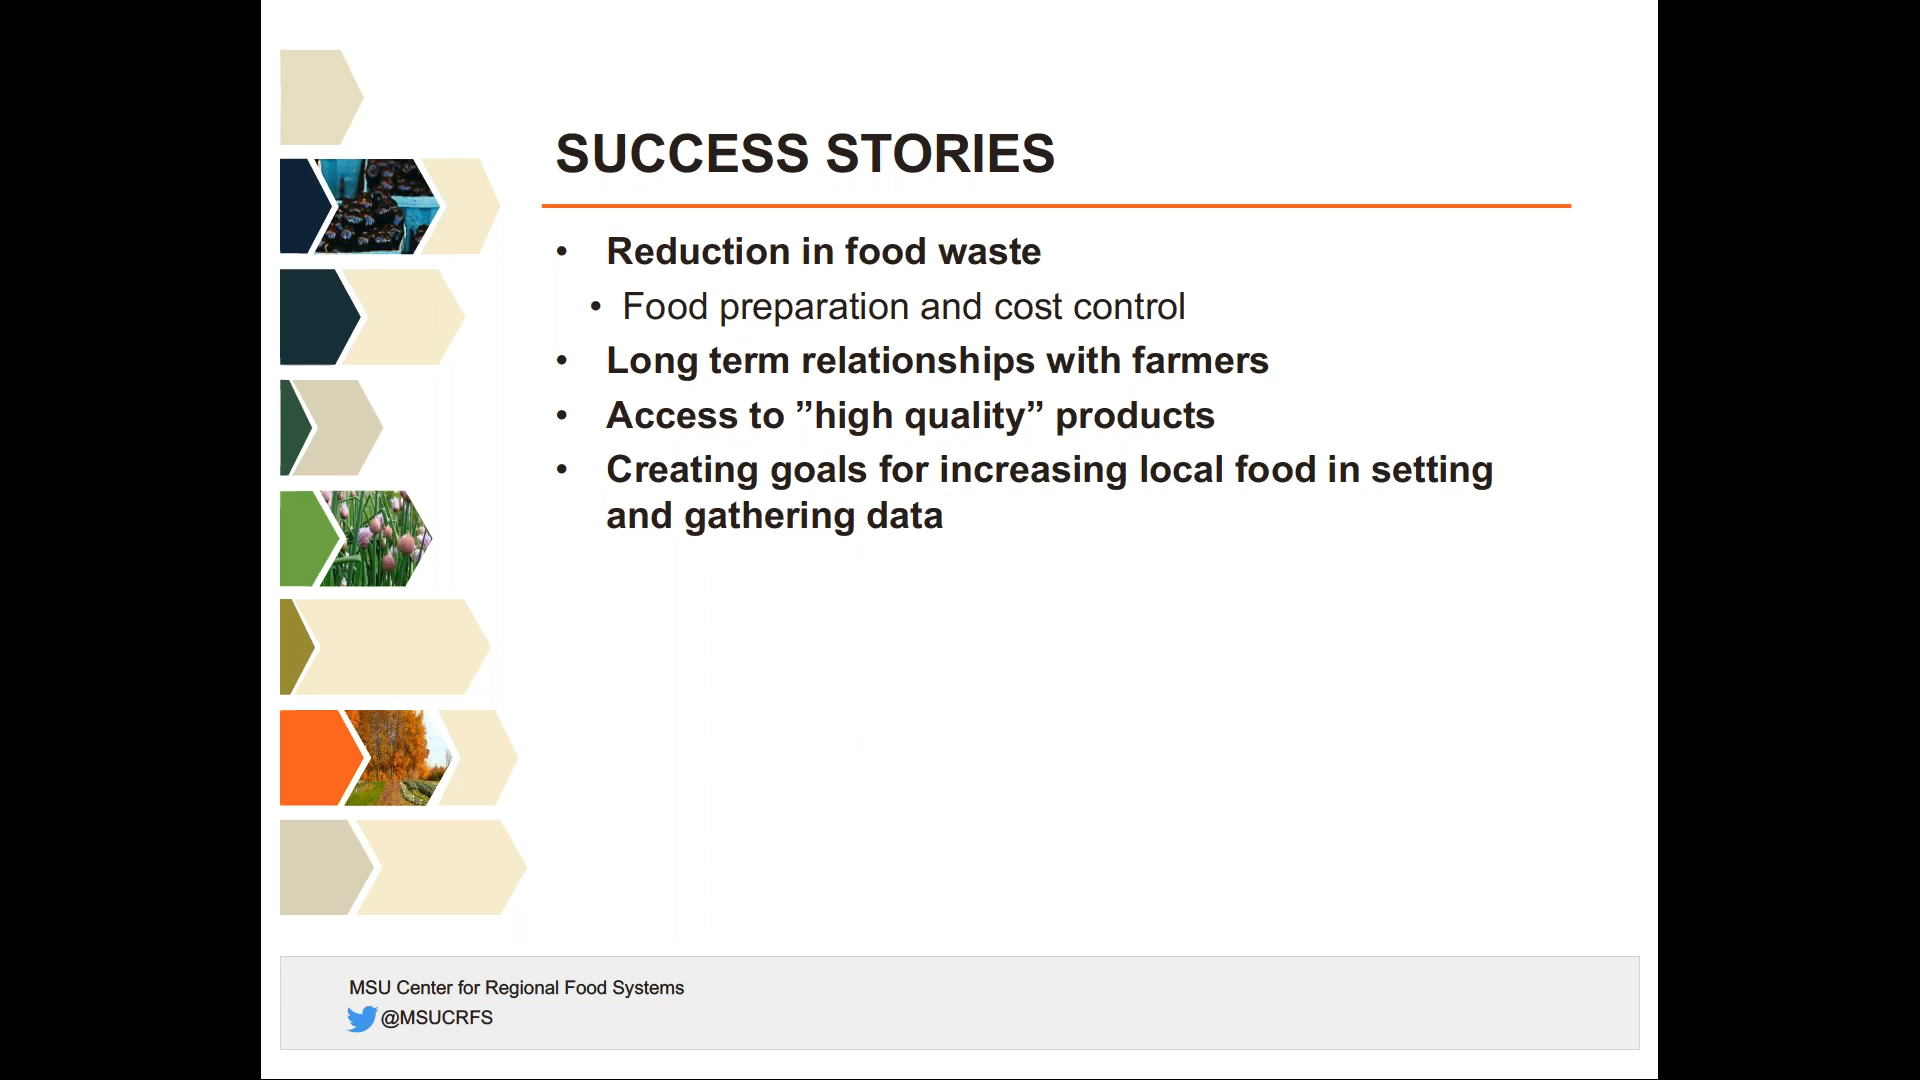 SUCCESS STORIES
• Reduction in food waste
• Food preparation and cost control
• Long term relationships with farmers
• Access to ”high quality” products
• Creating goals for increasing local food in setting
and gathering data
MSU Center for Regional Food Systems
@MSUCRFS